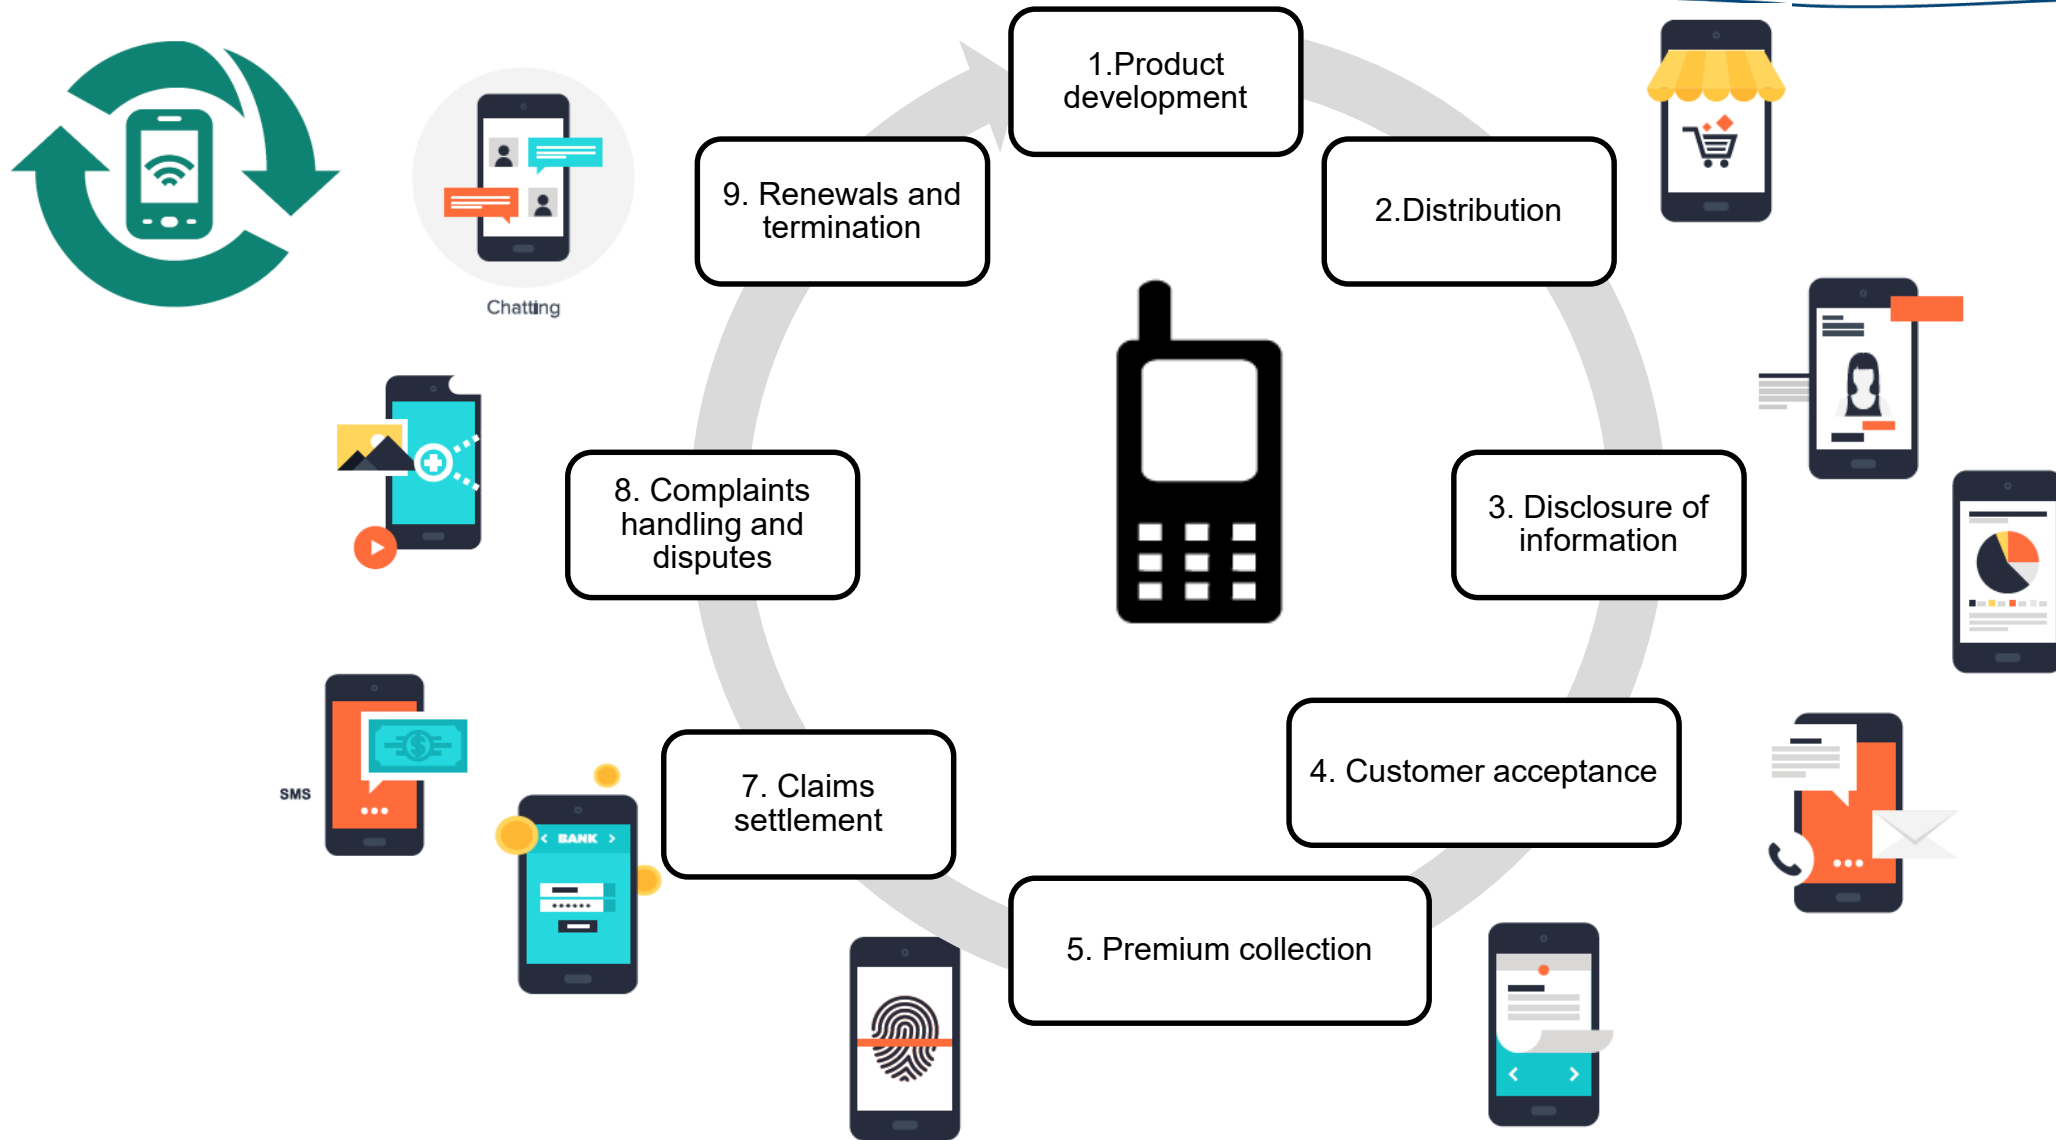 1.Product
development
2.Distribution
3. Disclosure of
information
4. Customer acceptance
5. Premium collection
7. Claims
settlement
8. Complaints
handling and
disputes
9. Renewals and
termination
Chatting
SMS
BANK